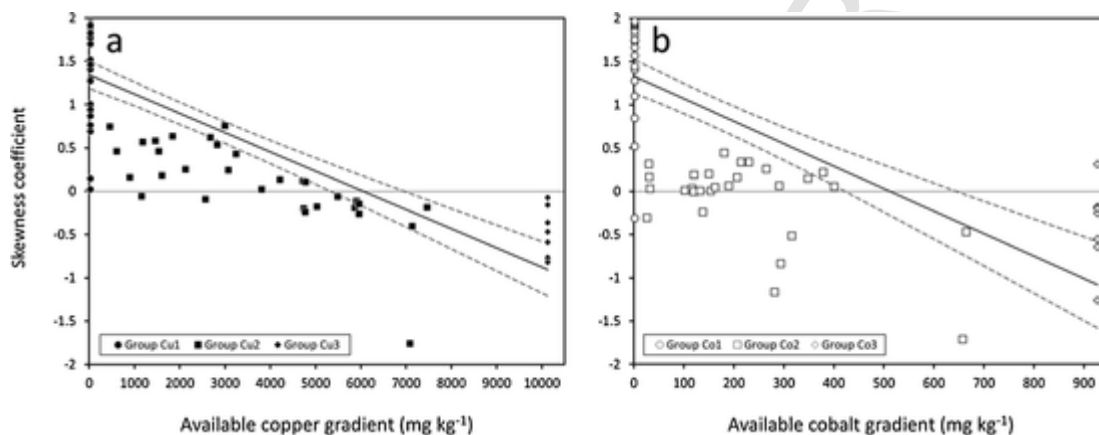 a
b
Skewness coefficient
2
1.5
1
0.5
0
-0.5
-1
-1.5
-2
Group Cu1 Group Cu2 Group Cu3
0 1000 2000 3000 4000 5000 6000 7000 8000 9000 10000
Available copper gradient (mg kg-1)
2
1.5
1
0.5
0
-0.5
-1
-1.5
-2
Group Co1 Group Co2 Group Co3
0 100 200 300 400 500 600 700 800 900
Available cobalt gradient (mg kg-1)